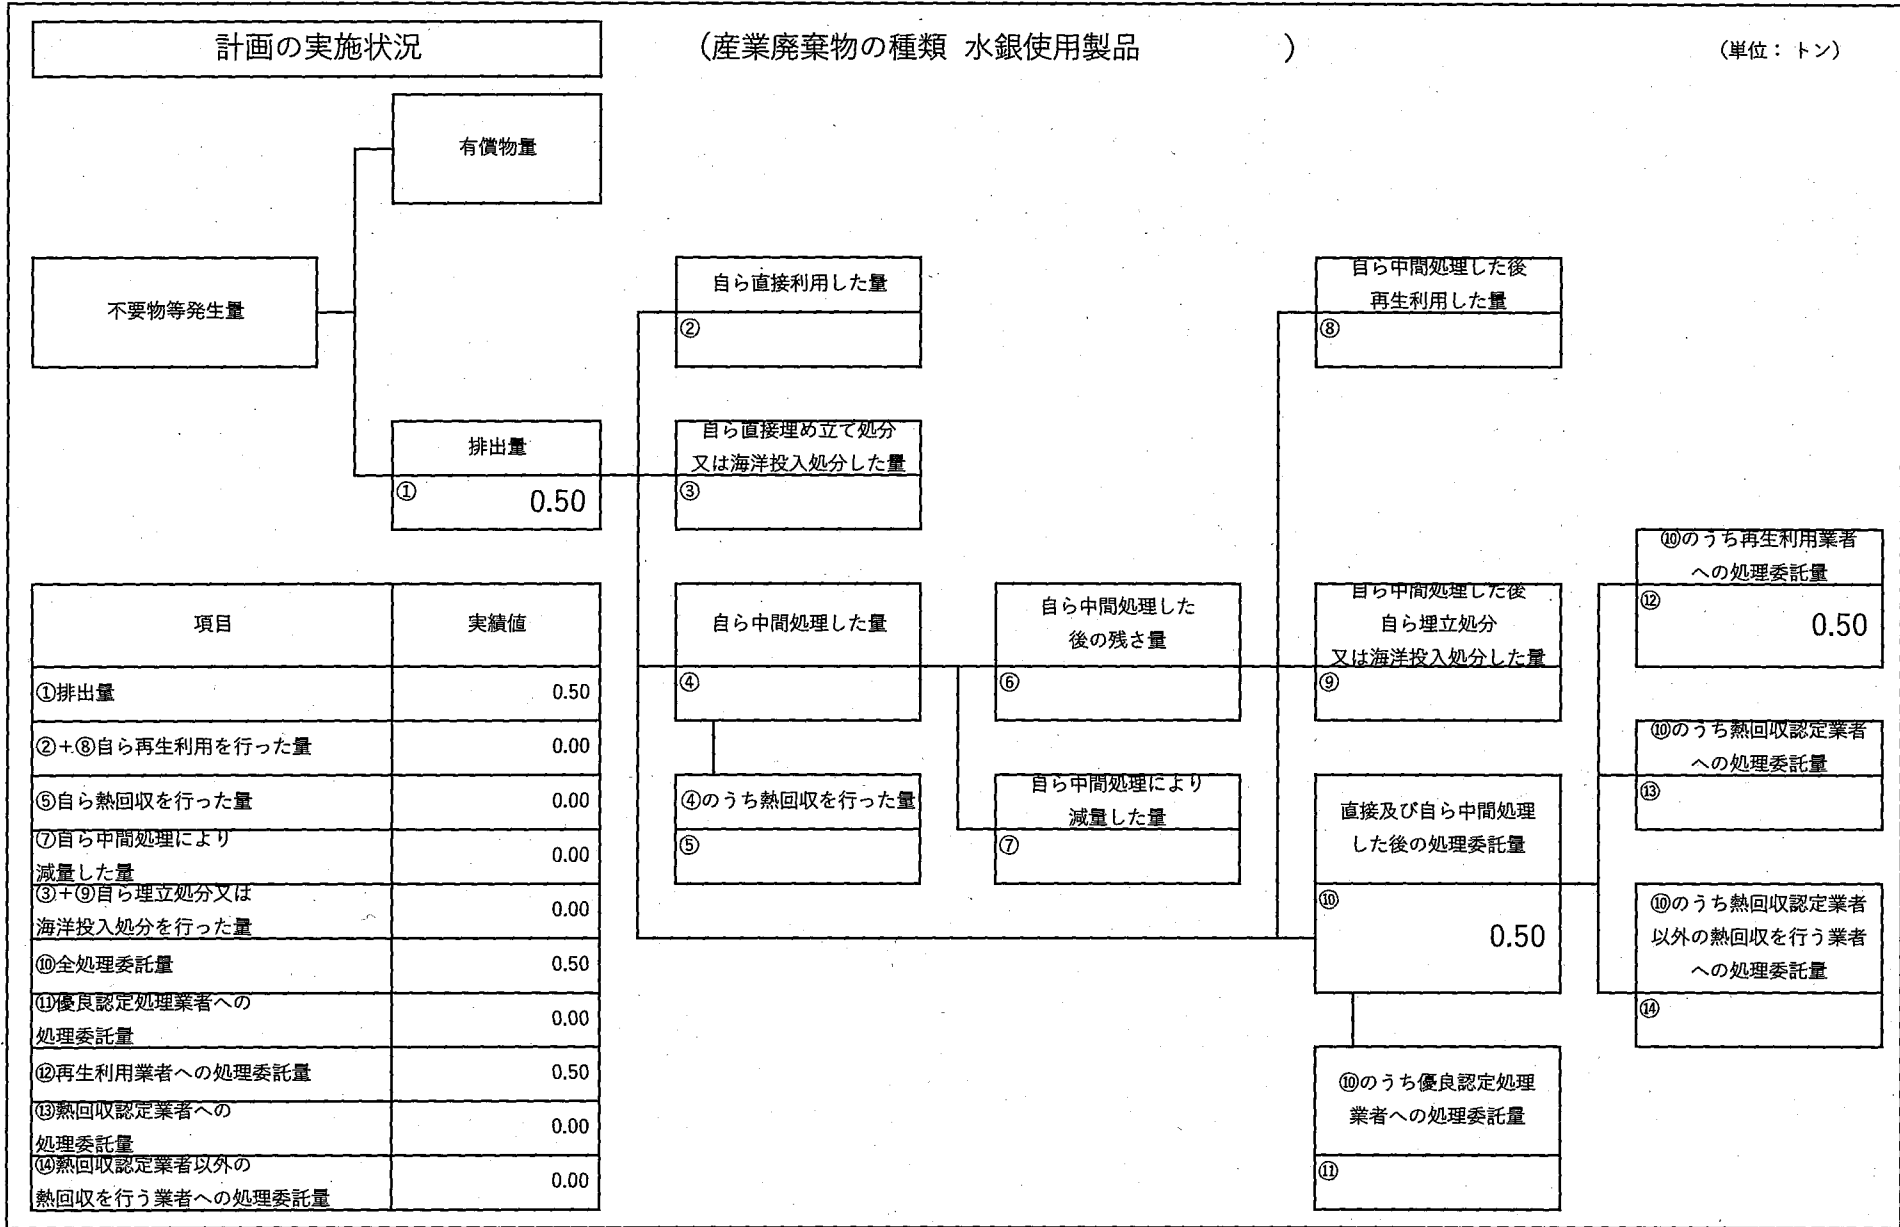 計画の実施状況
（産業廃棄物の種類 水銀使用製品 ）
（単位：トン）
有償物量
不要物等発生量
自ら直接利用した量
②
自ら中間処理した後
再生利用した量
⑧
排出量
①
0.50
自ら直接埋め立て処分
又は海洋投入処分した量
③
⑩のうち再生利用業者
への処理委託量
⑫
0.50
自ら中間処理した量
④
自ら中間処理した
後の残さ量
⑥
自ら中間処理した後
自ら埋立処分
又は海洋投入処分した量
⑨
⑩のうち熱回収認定業者
への処理委託量
⑬
④のうち熱回収を行った量
⑤
自ら中間処理により
減量した量
⑦
直接及び自ら中間処理
した後の処理委託量
⑩
0.50
⑩のうち熱回収認定業者
以外の熱回収を行う業者
への処理委託量
⑭
⑩のうち優良認定処理
業者への処理委託量
⑪
項目 実績値
①排出量 0.50
②+⑧自ら再生利用を行った量 0.00
⑤自ら熱回収を行った量 0.00
⑦自ら中間処理により
減量した量 0.00
③+⑨自ら埋立処分又は
海洋投入処分を行った量 0.00
⑩全処理委託量 0.50
⑪優良認定処理業者への
処理委託量 0.00
⑫再生利用業者への処理委託量 0.50
⑬熱回収認定業者への
処理委託量 0.00
⑭熱回収認定業者以外の
熱回収を行う業者への処理委託量 0.00